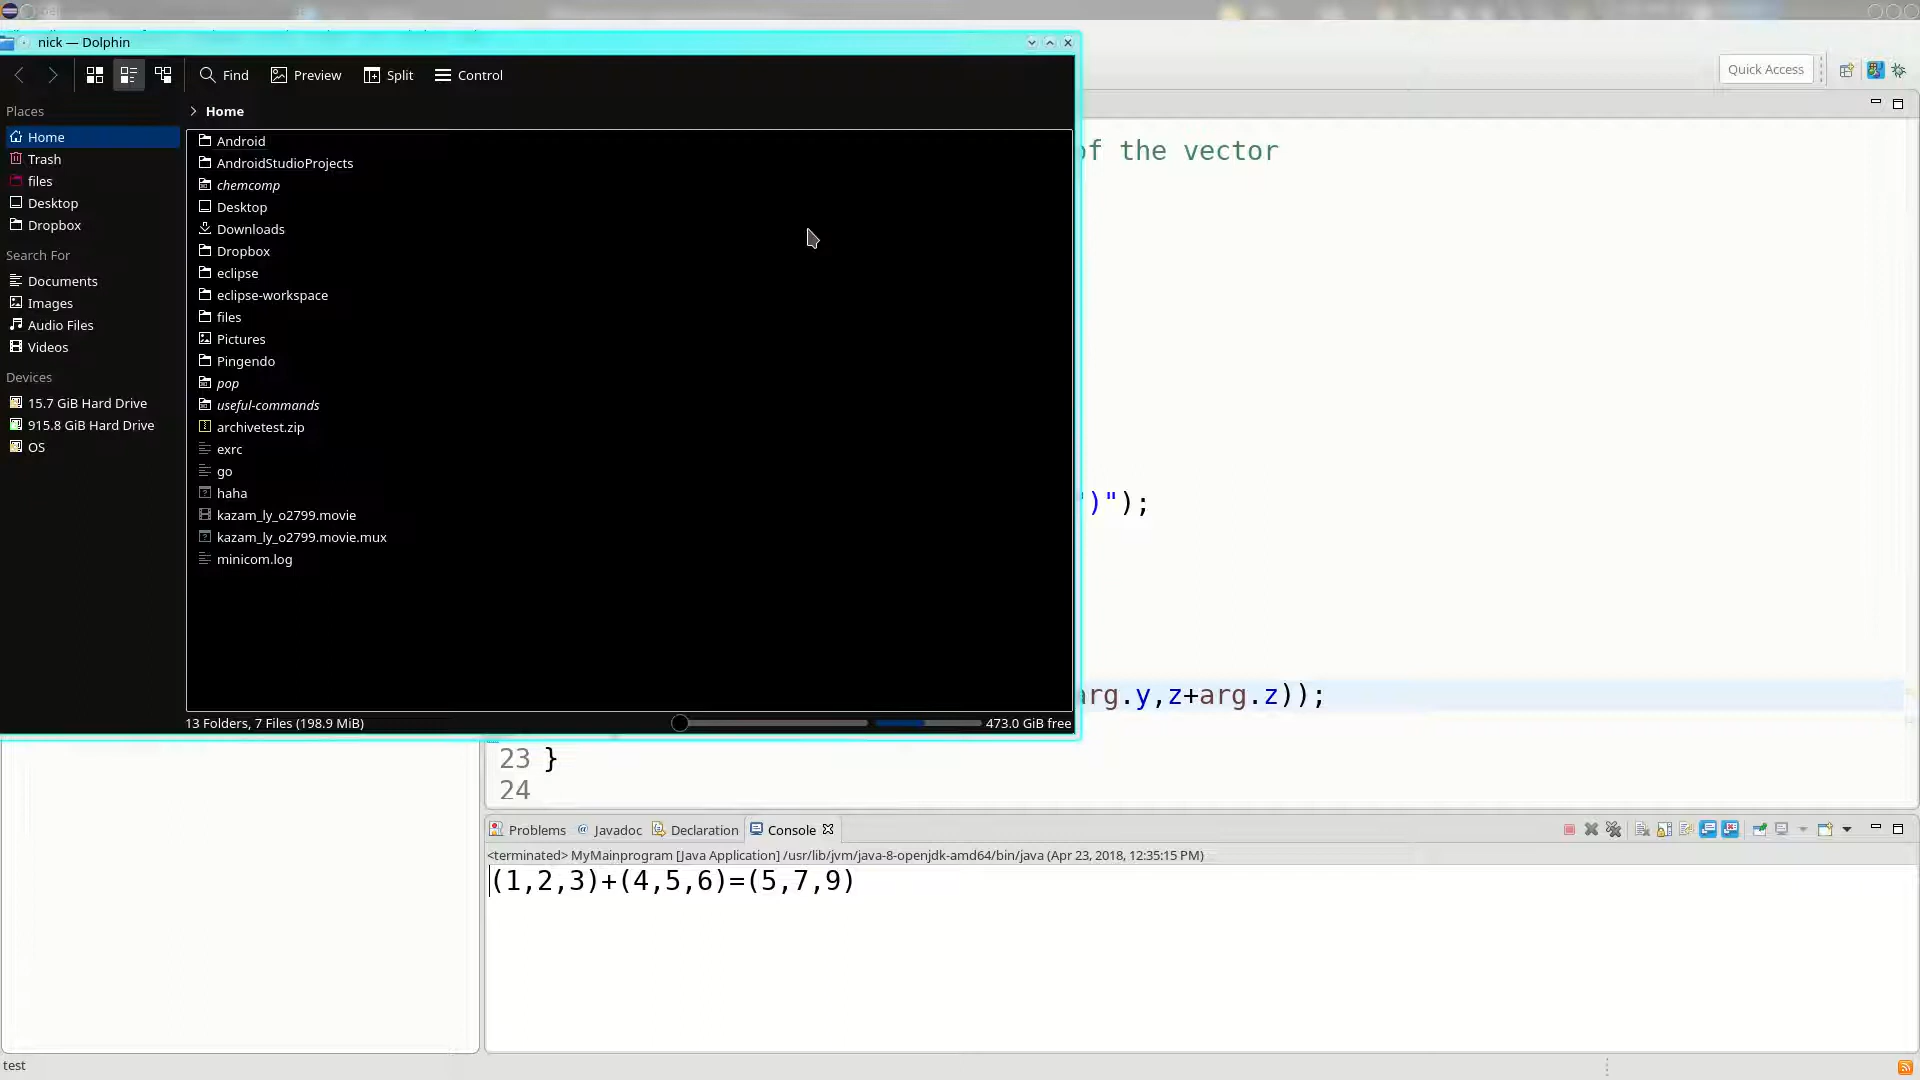 nick — Dolphin
Find
Preview
Split
Control
Quick Access
Places
Home
Trash
files
Desktop
Dropbox
Search For
Documents
Images
Audio Files
Videos
Devices
15.7 GiB Hard Drive
915.8 GiB Hard Drive
OS
Home
Android
AndroidStudioProjects
chemcomp
Desktop
Downloads
Dropbox
eclipse
eclipse-workspace
files
Pictures
Pingendo
pop
useful-commands
archivetest.zip
exrc
go
haha
kazam_ly_o2799.movie
kazam_ly_o2799.movie.mux
minicom.log
13 Folders, 7 Files (198.9 MiB)
473.0 GiB free
of the vector
)");
arg.y,z+arg.z));
23 }
24
Problems
Javadoc
Declaration
Console
<terminated> MyMainprogram [Java Application] /usr/lib/jvm/java-8-openjdk-amd64/bin/java (Apr 23, 2018, 12:35:15 PM)
(1,2,3)+(4,5,6)=(5,7,9)
test